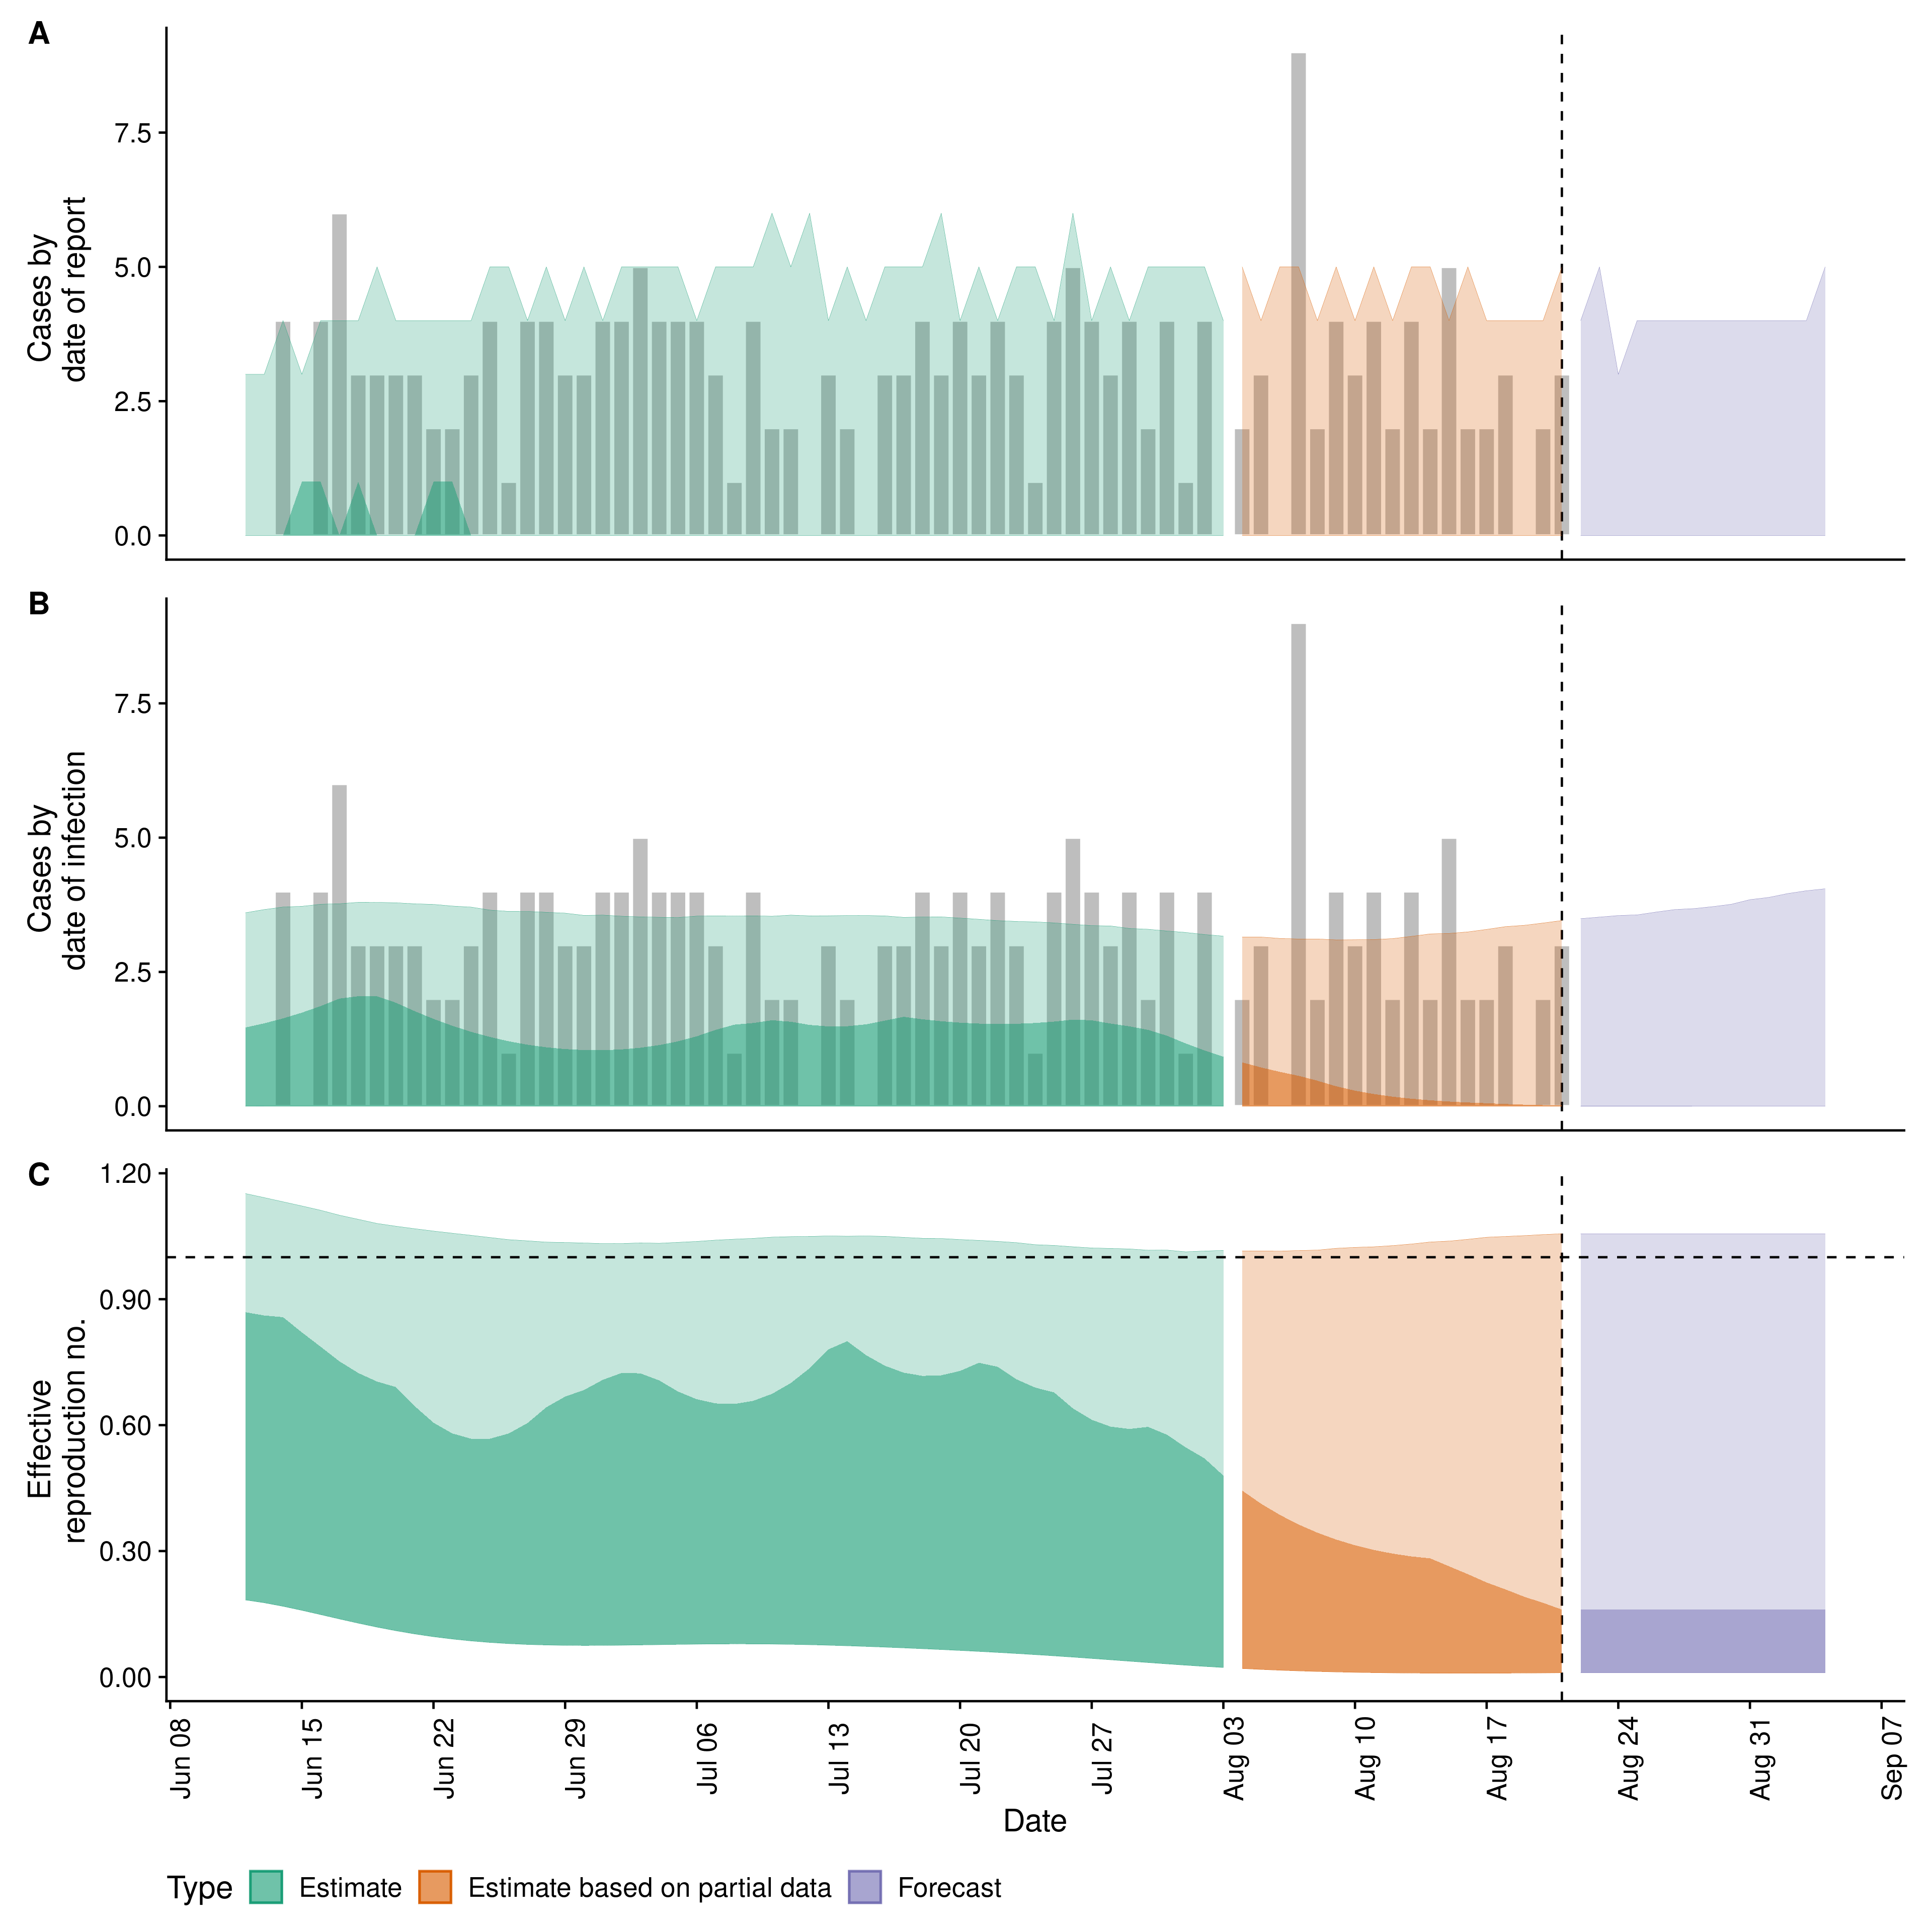 A
Cases by
date of report
7.5
5.0
2.5
0.0
B
Cases by
date of infection
7.5
5.0
2.5
0.0
C
Effective
reproduction no.
1.20
0.90
0.60
0.30
0.00
Jun 08
Jun 15
Jun 22
Jun 29
Jul 06
Jul 13
Jul 20
Jul 27
Aug 03
Aug 10
Aug 17
Aug 24
Aug 31
Sep 07
Date
Type Estimate Estimate based on partial data Forecast